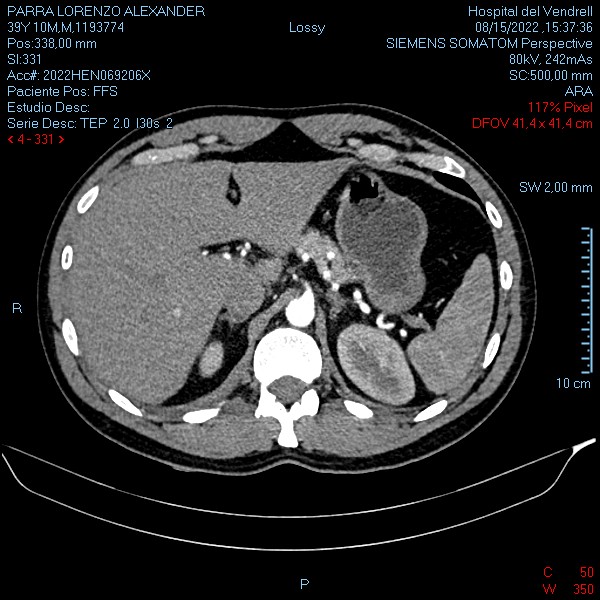 PARRA LORENZO ALEXANDER
39Y 10M,M,1193774
Pos:338,00 mm
SI:331
Acc#: 2022HEN069206X
Paciente Pos: FFS
Estudio Desc:
Serie Desc: TEP 2.0 I30s 2
< 4 - 331 >
Lossy
Hospital del Vendrell
08/15/2022 ,15:37:36
SIEMENS SOMATOM Perspective
80kV, 242mAs
SC:500,00 mm
ARA
117% Pixel
DFOV 41,4 x 41,4 cm
SW 2,00 mm
R
10 cm
P
C 50
W 350